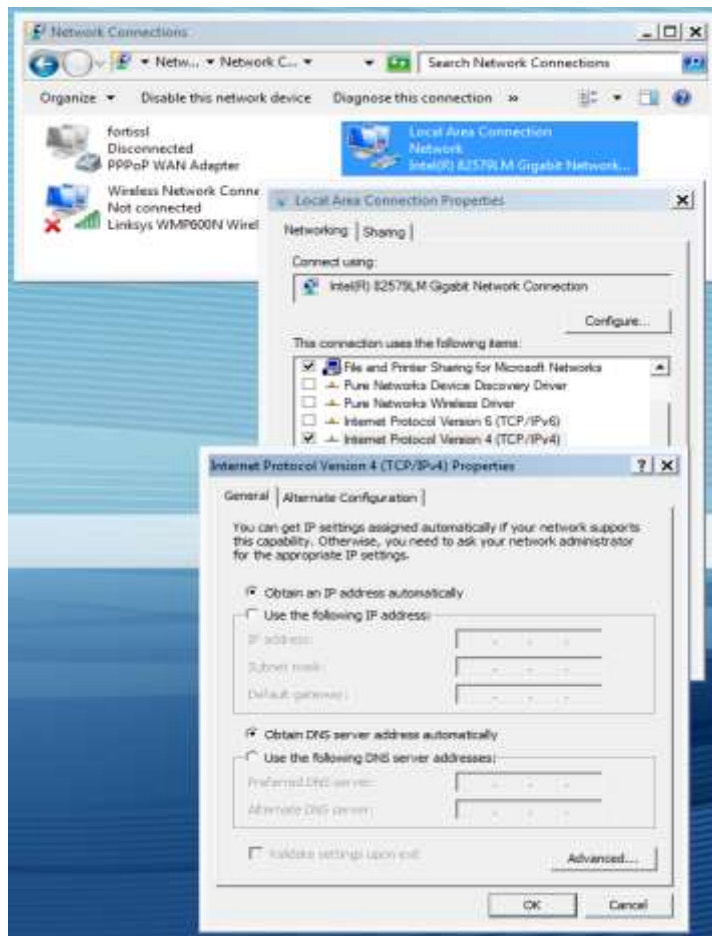 Network Connections
Netw... Network C...
Search Network Connections
Organize Disable this network device Diagnose this connection »
fortissl
Disconnected
PPPoP WAN Adapter
Local Area Connection
Network
Intel(R) 82579LM Gigabit Network...
Wireless Network Conne
Not connected
Linksys WMP600N Wirel
Local Area Connection Properties
Networking Sharing
Connect using:
Intel(R) 82579LM Gigabit Network Connection
Configure...
This connection uses the following items:
File and Printer Sharing for Microsoft Networks
Pure Networks Device Discovery Driver
Pure Networks Wireless Driver
Internet Protocol Version 6 (TCP/IPv6)
Internet Protocol Version 4 (TCP/IPv4)
Internet Protocol Version 4 (TCP/IPv4) Properties
General Alternate Configuration
You can get IP settings assigned automatically if your network supports
this capability. Otherwise, you need to ask your network administrator
for the appropriate IP settings.
Obtain an IP address automatically
Use the following IP address:
IP address:
Subnet mask:
Default gateway:
Obtain DNS server address automatically
Use the following DNS server addresses:
Preferred DNS server:
Alternate DNS server:
Validate settings upon exit
Advanced...
OK Cancel